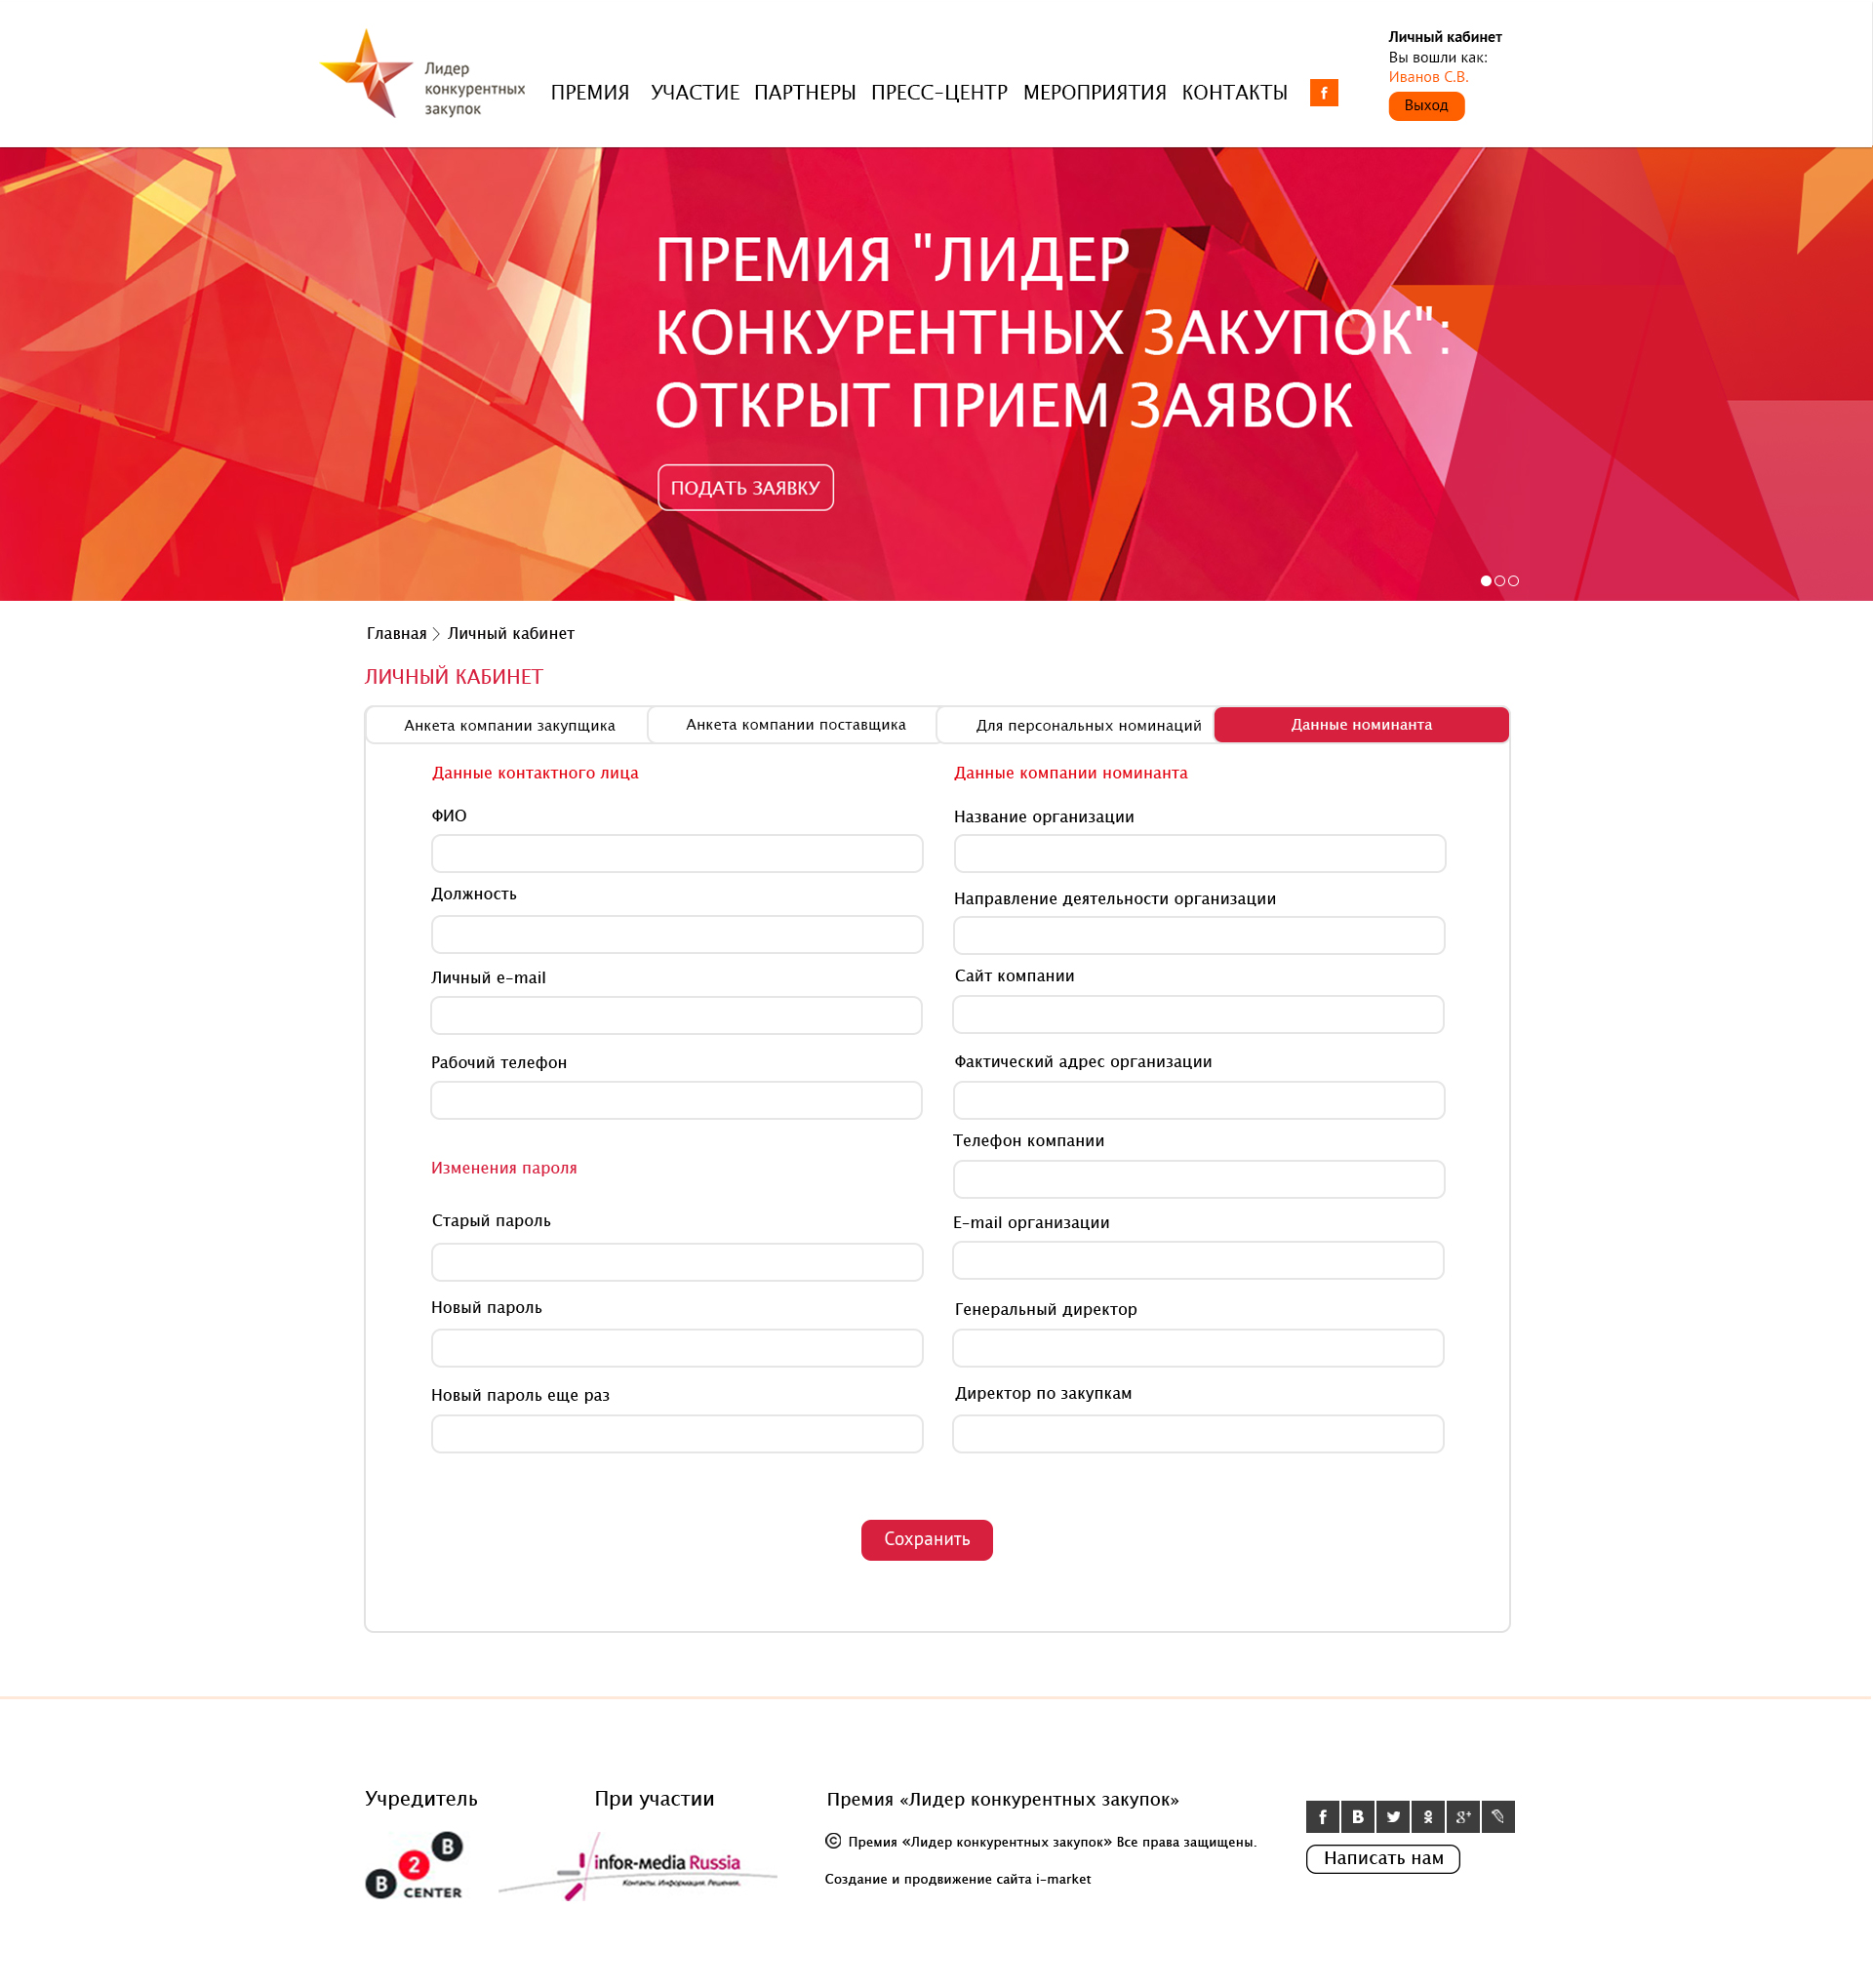 Лидер
конкурентных
закупок
ПРЕМИЯ УЧАСТИЕ ПАРТНЕРЫ ПРЕСС-ЦЕНТР МЕРОПРИЯТИЯ КОНТАКТЫ
f
Личный кабинет
Вы вошли как:
Иванов С.В.
Выход
ПРЕМИЯ "ЛИДЕР
КОНКУРЕНТНЫХ ЗАКУПОК":
ОТКРЫТ ПРИЕМ ЗАЯВОК
ПОДАТЬ ЗАЯВКУ
Главная > Личный кабинет
ЛИЧНЫЙ КАБИНЕТ
Анкета компании закупщика Анкета компании поставщика Для персональных номинаций Данные номинанта
Данные контактного лица
ФИО
Должность
Личный e-mail
Рабочий телефон
Изменения пароля
Старый пароль
Новый пароль
Новый пароль еще раз
Данные компании номинанта
Название организации
Направление деятельности организации
Сайт компании
Фактический адрес организации
Телефон компании
E-mail организации
Генеральный директор
Директор по закупкам
Сохранить
Учредитель
B 2 B
CENTER
При участии
infor-media Russia
Контакты. Информация. Решения.
Премия «Лидер конкурентных закупок»
© Премия «Лидер конкурентных закупок» Все права защищены.
Создание и продвижение сайта i-market
f В g+
Написать нам